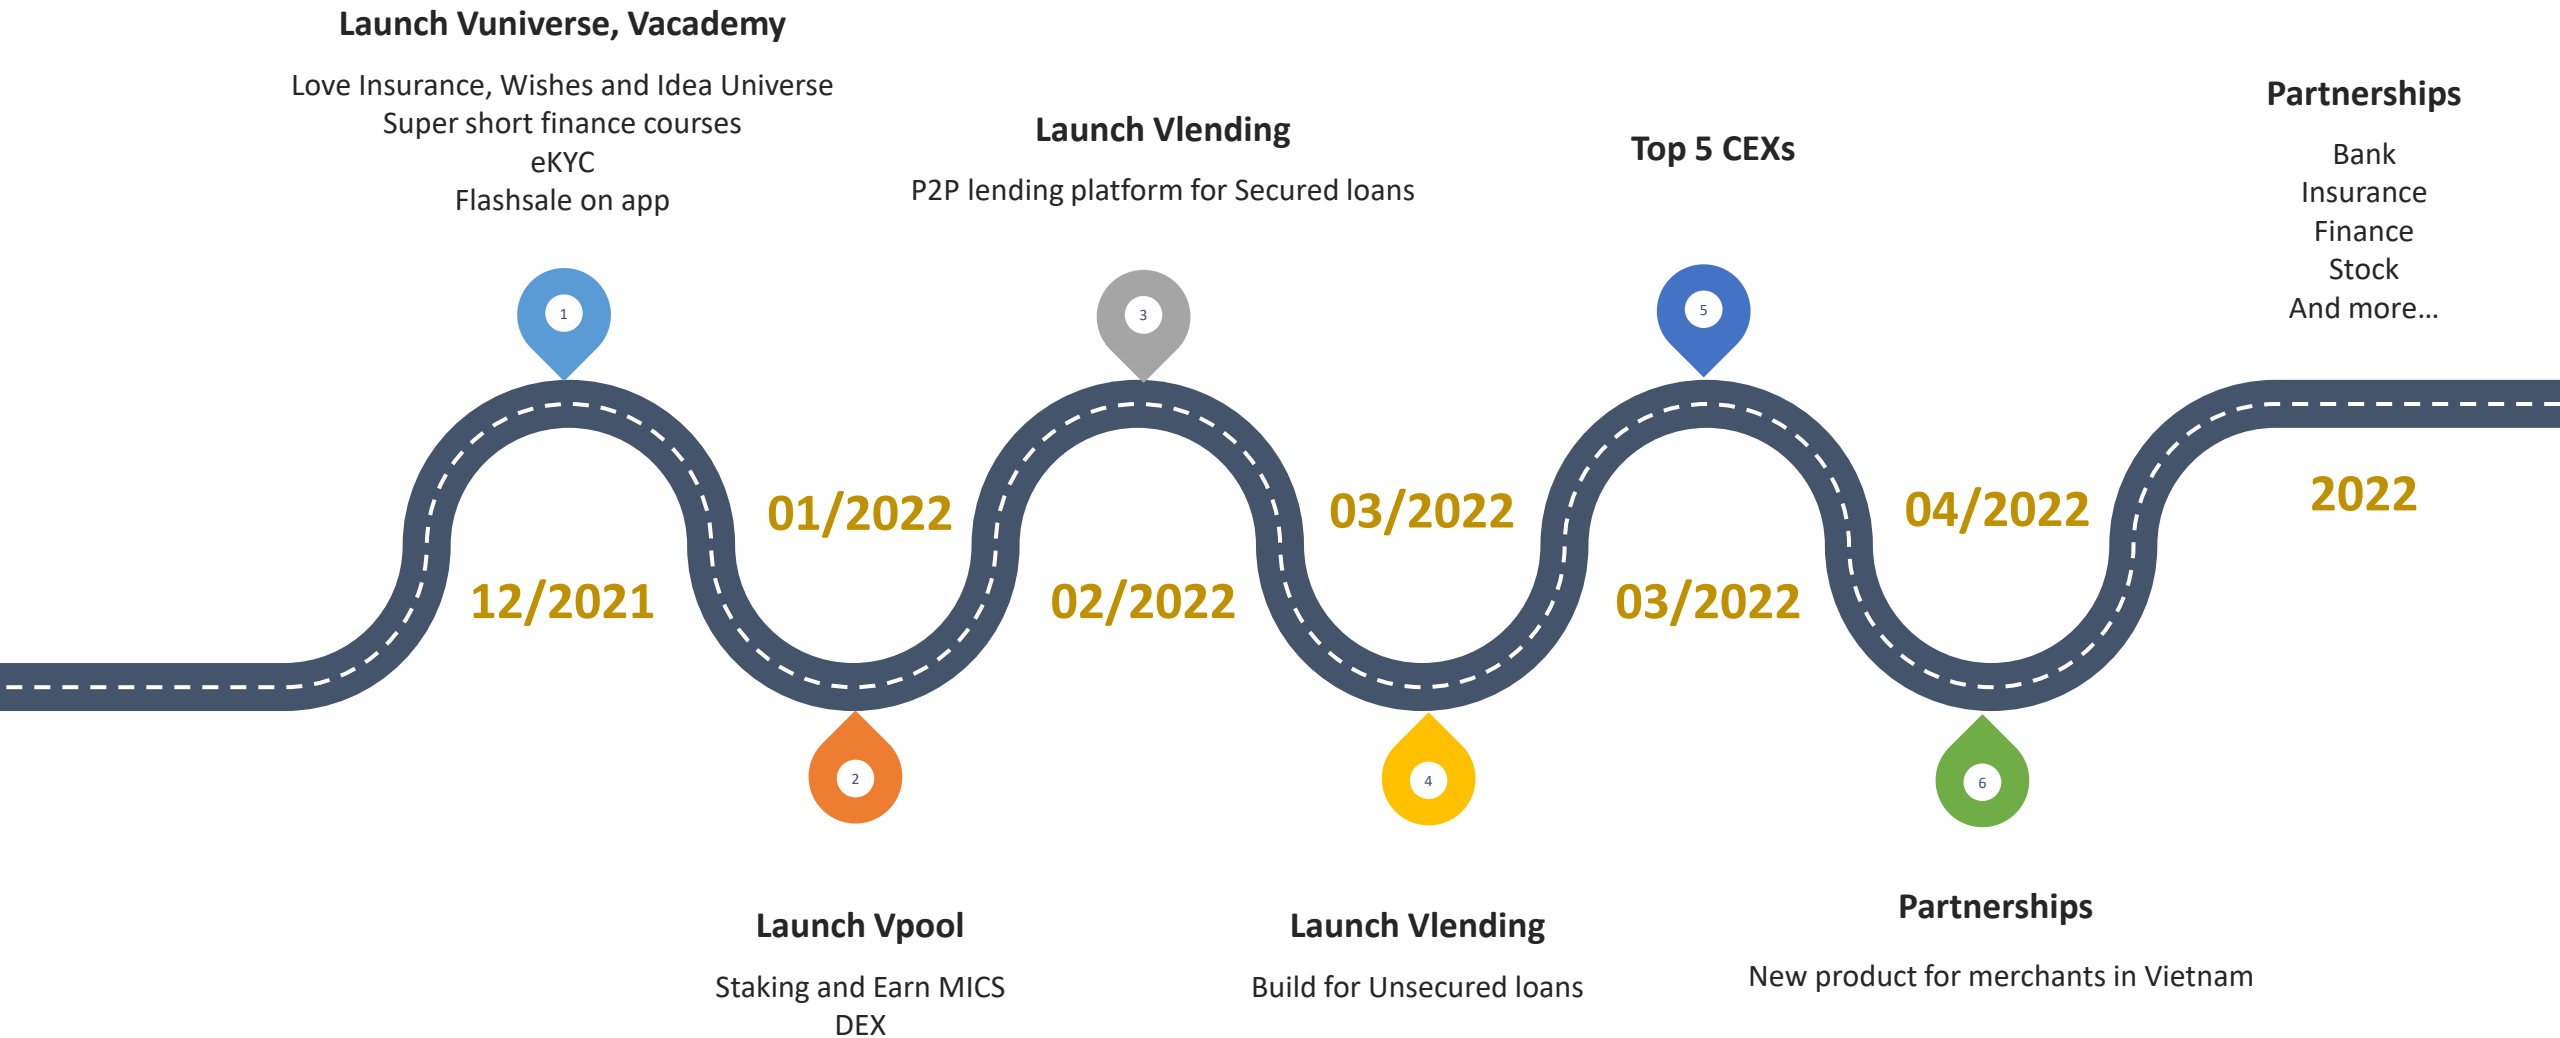 Launch Vuniverse, Vacademy
Love Insurance, Wishes and Idea Universe
Super short finance courses
eKYC
Flashsale on app
1
12/2021
01/2022
2
Launch Vpool
Staking and Earn MICS
DEX
Launch Vlending
P2P lending platform for Secured loans
3
02/2022
03/2022
4
Launch Vlending
Build for Unsecured loans
Top 5 CEXs
5
03/2022
04/2022
6
Partnerships
New product for merchants in Vietnam
Partnerships
Bank
Insurance
Finance
Stock
And more...
2022